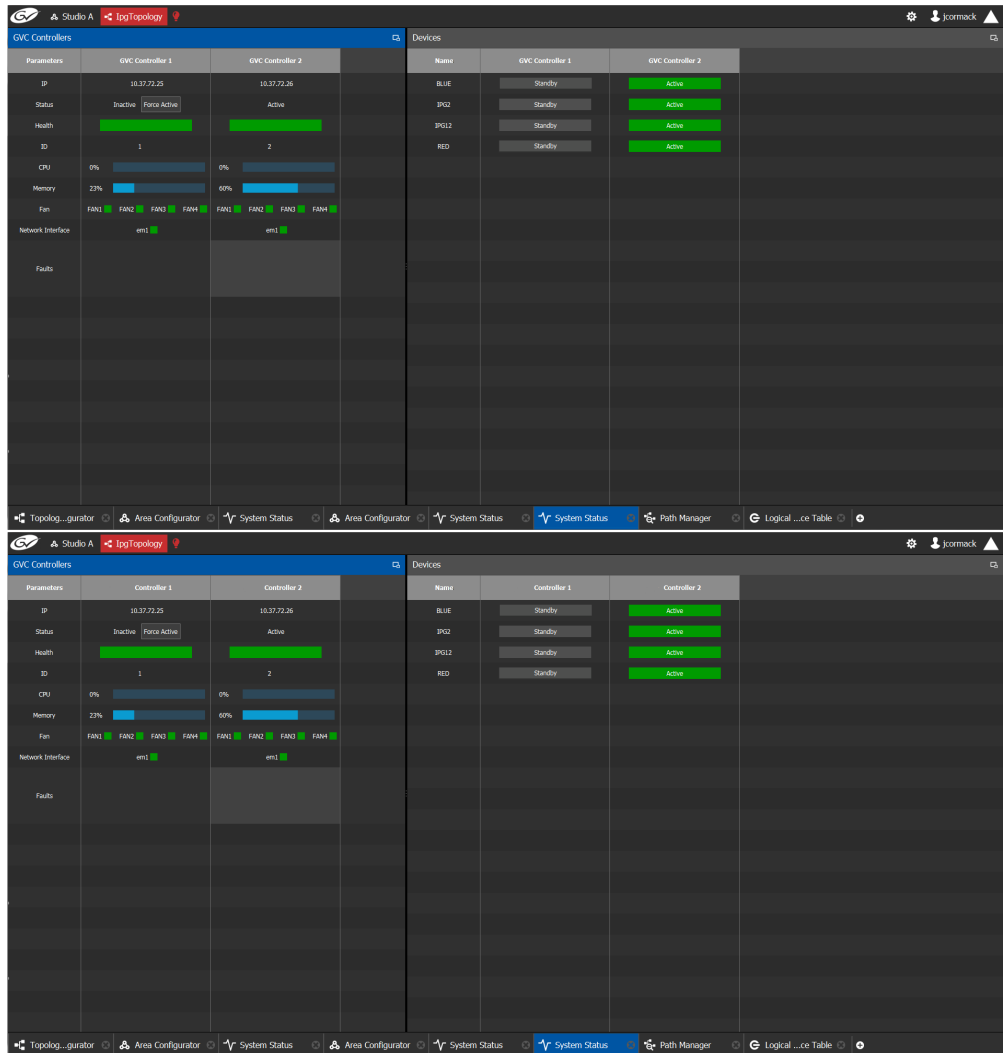 GV Studio A IpgTopology jcormack
GVC Controllers Devices
Parameters GVC Controller 1 GVC Controller 2 Name GVC Controller 1 GVC Controller 2
IP 10.37.72.25 10.37.72.26 BLUE Standby Active
Status Inactive Force Active Active IPG2 Standby Active
Health IPG12 Standby Active
ID 1 2 RED Standby Active
CPU 0% 0%
Memory 23% 60%
Fan FAN1 FAN2 FAN3 FAN4 FAN1 FAN2 FAN3 FAN4
Network Interface em1 em1
Faults
Topolog...gurator Area Configurator System Status Area Configurator System Status System Status Path Manager Logical ...ce Table
GV Studio A IpgTopology jcormack
GVC Controllers Devices
Parameters Controller 1 Controller 2 Name Controller 1 Controller 2
IP 10.37.72.25 10.37.72.26 BLUE Standby Active
Status Inactive Force Active Active IPG2 Standby Active
Health IPG12 Standby Active
ID 1 2 RED Standby Active
CPU 0% 0%
Memory 23% 60%
Fan FAN1 FAN2 FAN3 FAN4 FAN1 FAN2 FAN3 FAN4
Network Interface em1 em1
Faults
Topolog...gurator Area Configurator System Status Area Configurator System Status System Status Path Manager Logical ...ce Table